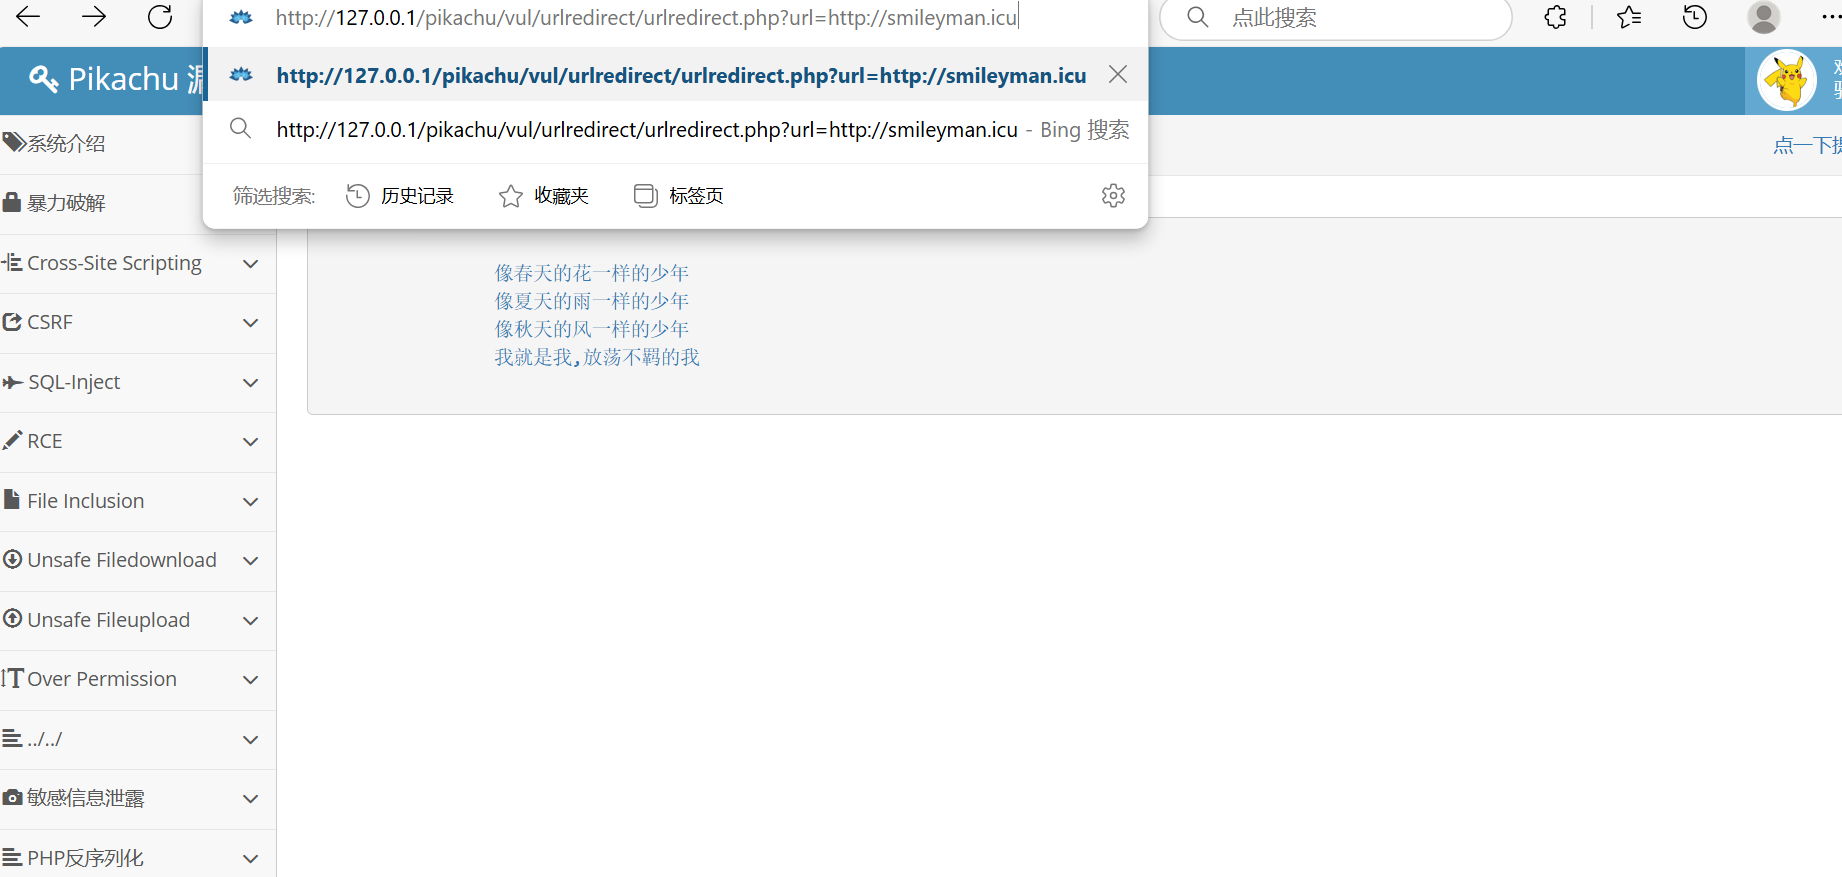 http://127.0.0.1/pikachu/vul/urlredirect/urlredirect.php?url=http://smileyman.icu
点此搜索
http://127.0.0.1/pikachu/vul/urlredirect/urlredirect.php?url=http://smileyman.icu
http://127.0.0.1/pikachu/vul/urlredirect/urlredirect.php?url=http://smileyman.icu - Bing 搜索
筛选搜索: 历史记录 收藏夹 标签页
Pikachu
点一下
系统介绍
暴力破解
Cross-Site Scripting
CSRF
SQL-Inject
RCE
File Inclusion
Unsafe Filedownload
Unsafe Fileupload
Over Permission
../../
敏感信息泄露
PHP反序列化
像春天的花一样的少年
像夏天的雨一样的少年
像秋天的风一样的少年
我就是我,放荡不羁的我